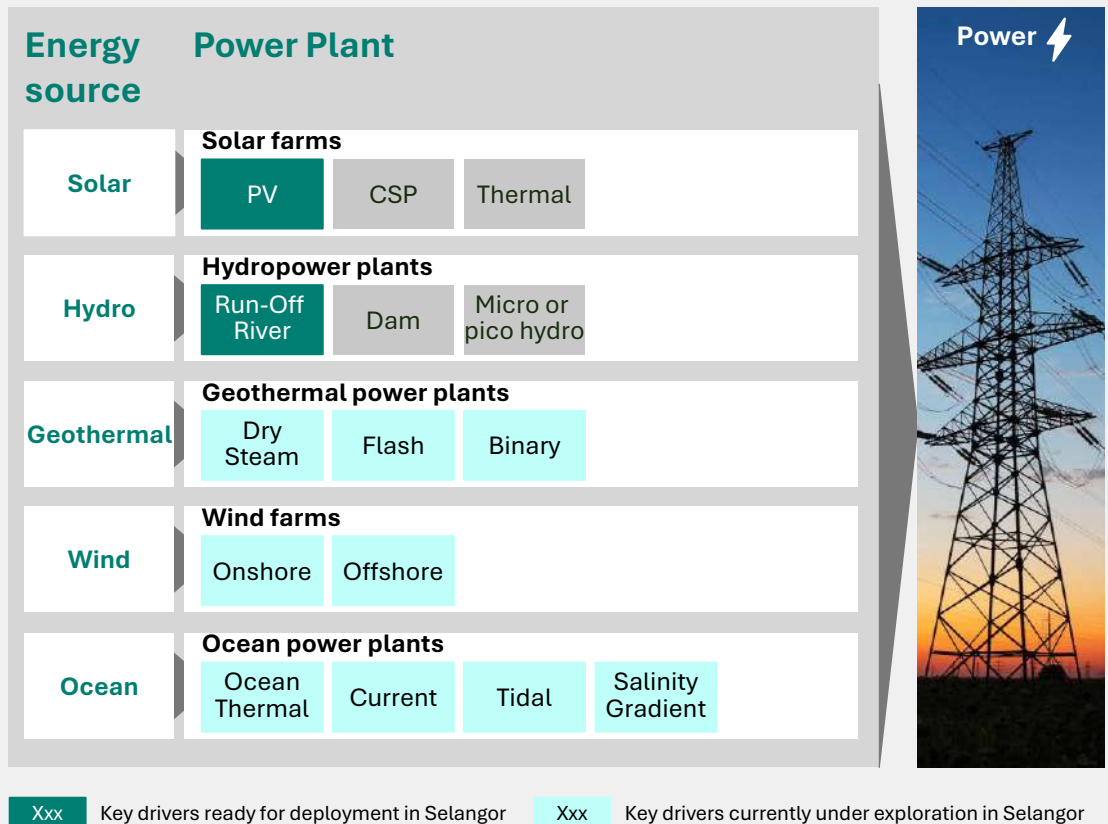 Energy source
Power Plant
Power
Solar
Solar farms
PV
CSP
Thermal
Hydro
Hydropower plants
Run-Off
River
Dam
Micro or
pico hydro
Geothermal
Geothermal power plants
Dry
Steam
Flash
Binary
Wind
Wind farms
Onshore
Offshore
Ocean
Ocean power plants
Ocean
Thermal
Current
Tidal
Salinity
Gradient
Xxx
Key drivers ready for deployment in Selangor
Xxx
Key drivers currently under exploration in Selangor